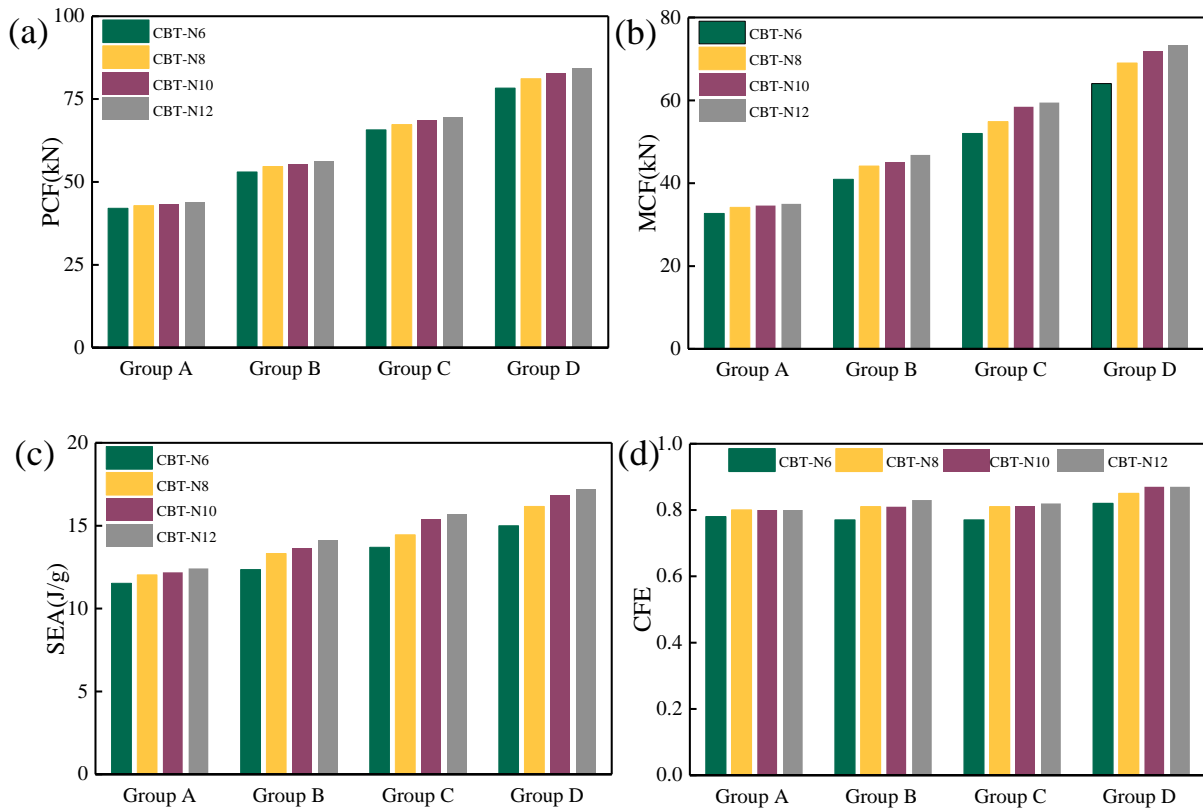 (a)
100
75
50
25
0
PCF(kN)
CBT-N6
CBT-N8
CBT-N10
CBT-N12
Group A Group B Group C Group D
(b)
80
60
40
20
0
MCF(kN)
CBT-N6
CBT-N8
CBT-N10
CBT-N12
Group A Group B Group C Group D
(c)
20
15
10
5
0
SEA(J/g)
CBT-N6
CBT-N8
CBT-N10
CBT-N12
Group A Group B Group C Group D
(d)
1.0
0.8
0.6
0.4
0.2
0.0
CFE
CBT-N6 CBT-N8 CBT-N10 CBT-N12
Group A Group B Group C Group D